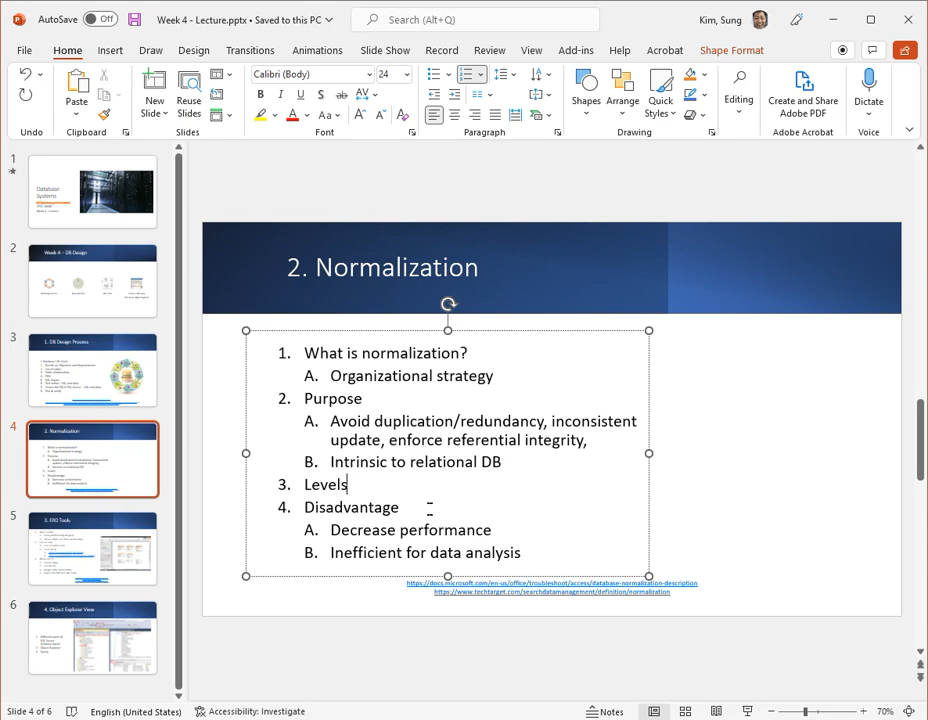 AutoSave Off Week 4 - Lecture.pptx • Saved to this PC Search (Alt+Q) Kim, Sung
File Home Insert Draw Design Transitions Animations Slide Show Record Review View Add-ins Help Acrobat Shape Format
Calibri (Body) 24
Paste New Slide Reuse Slides Shapes Arrange Quick Styles Editing Create and Share Adobe PDF Dictate
Undo Clipboard Slides Font Paragraph Drawing Adobe Acrobat Voice
1
Database
Systems
2
Week 4 – DB Design
3
1. DB Design Process
4
2. Normalization
5
3. ERD Tools
6
4. Object Explorer View
2. Normalization
1. What is normalization?
A. Organizational strategy
2. Purpose
A. Avoid duplication/redundancy, inconsistent
update, enforce referential integrity,
B. Intrinsic to relational DB
3. Levels
4. Disadvantage
A. Decrease performance
B. Inefficient for data analysis
https://docs.microsoft.com/en-us/office/troubleshoot/access/database-normalization-description
https://www.techtarget.com/searchdatamanagement/definition/normalization
Slide 4 of 6 English (United States) Accessibility: Investigate Notes 70%